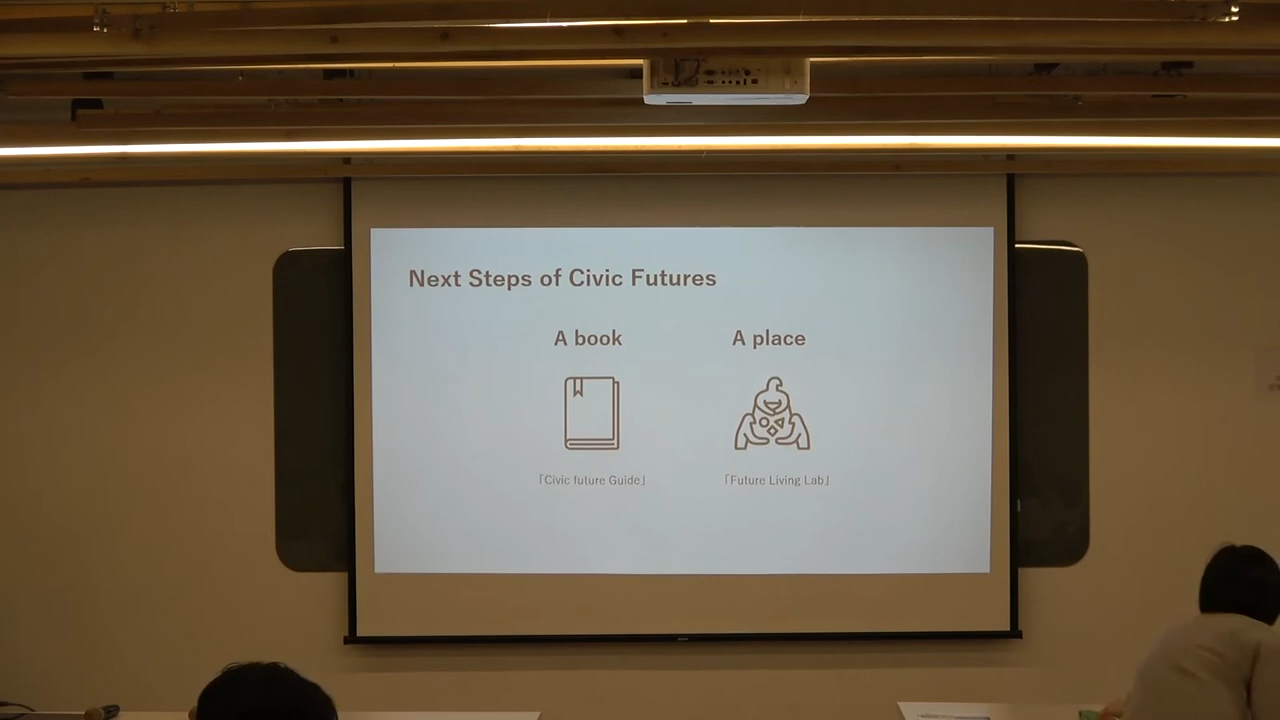 Next Steps of Civic Futures
A book
A place
「Civic future Guide」
「Future Living Lab」